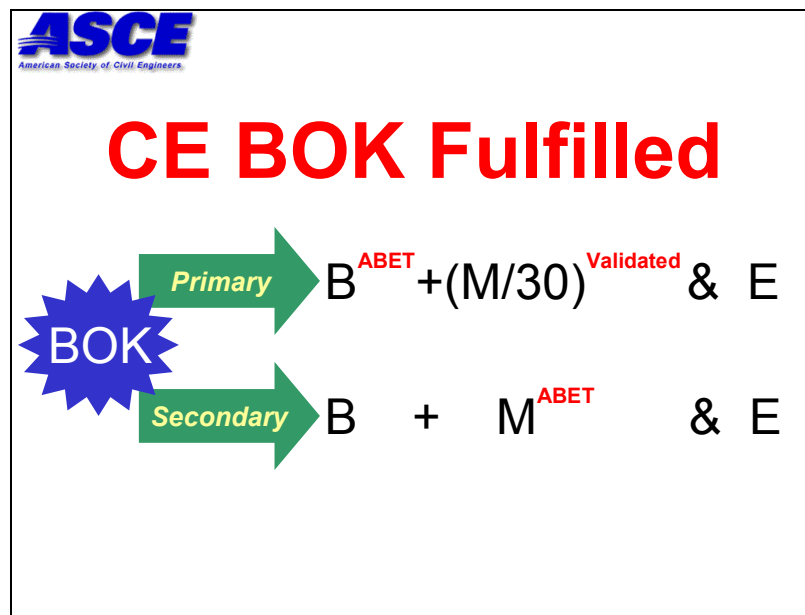 ASCE
American Society of Civil Engineers
CE BOK Fulfilled
BOK
Primary B^ABET +(M/30)^Validated & E
Secondary B + M^ABET & E